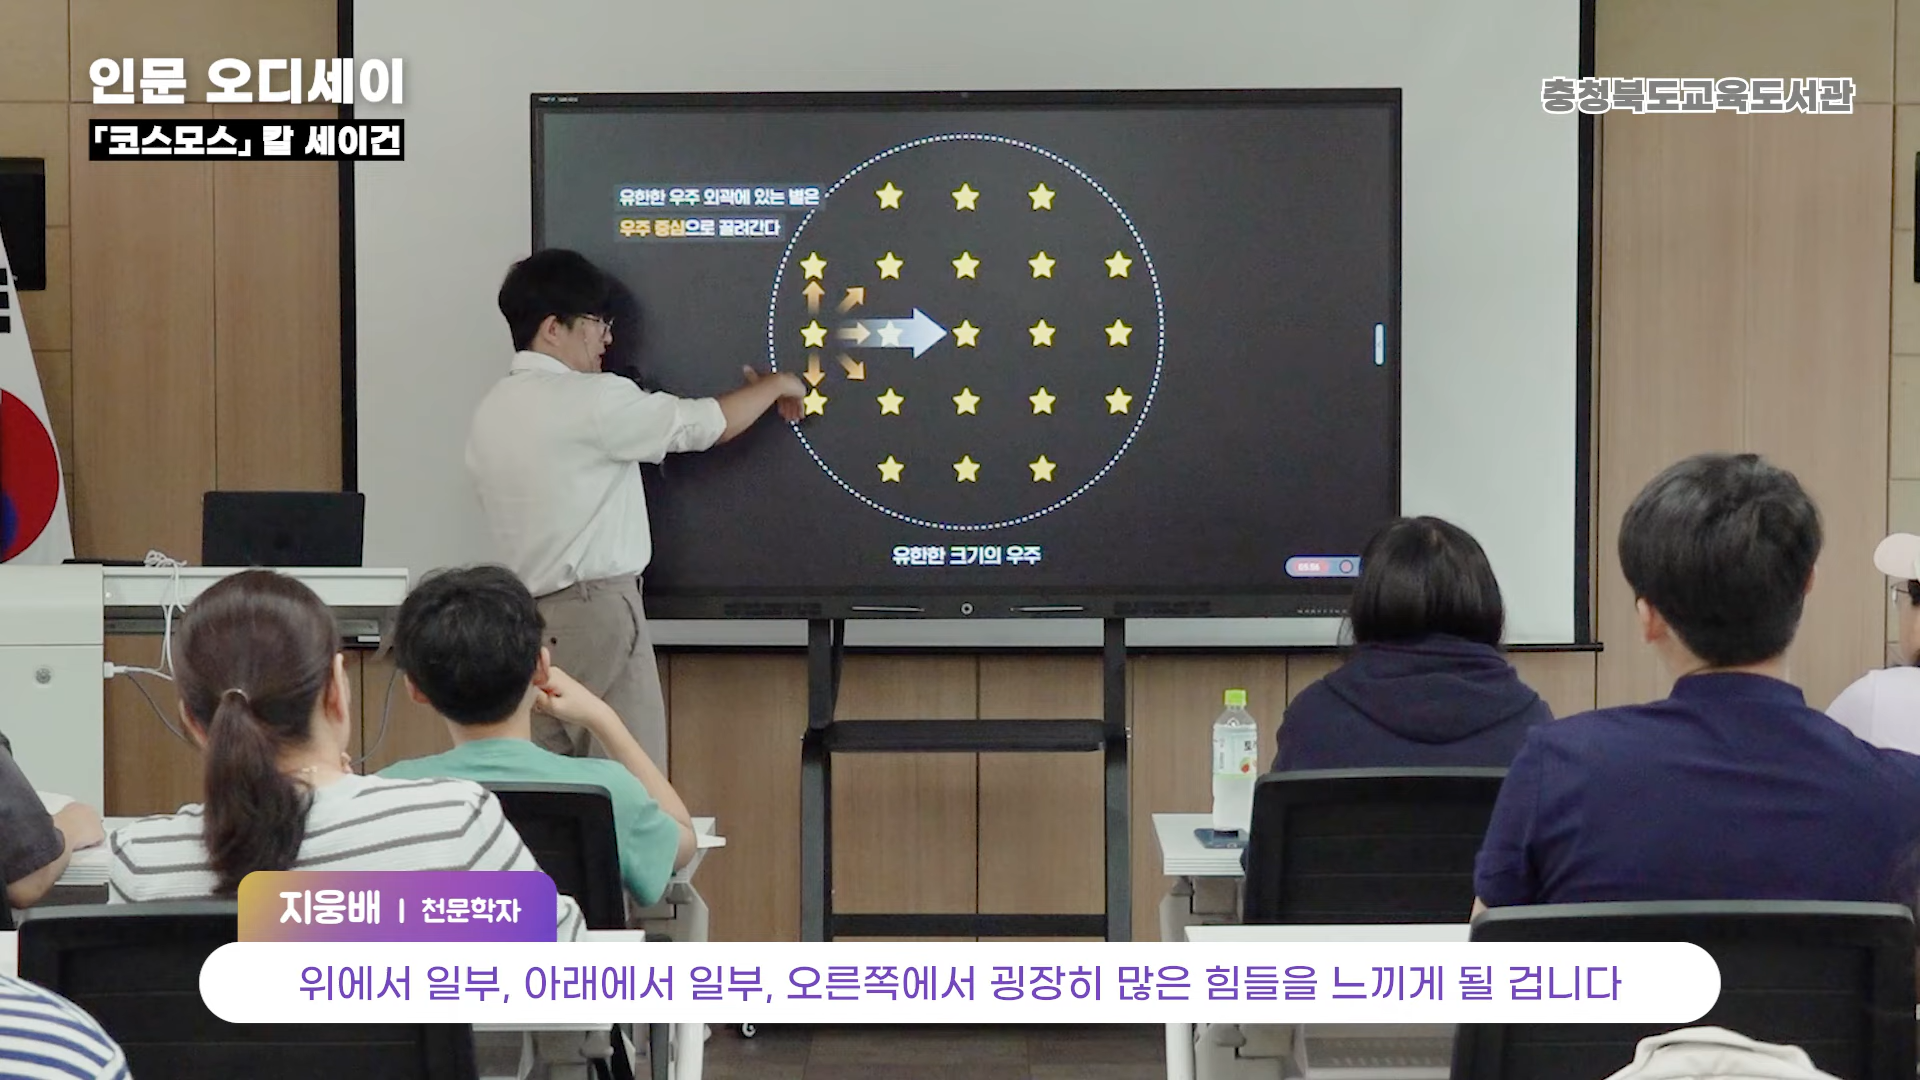 인문 오디세이
「코스모스」 칼 세이건
충청북도교육도서관
유한한 우주 외곽에 있는 별은
우주 중심으로 끌려간다
유한한 크기의 우주
지웅배 | 천문학자
위에서 일부, 아래에서 일부, 오른쪽에서 굉장히 많은 힘들을 느끼게 될 겁니다